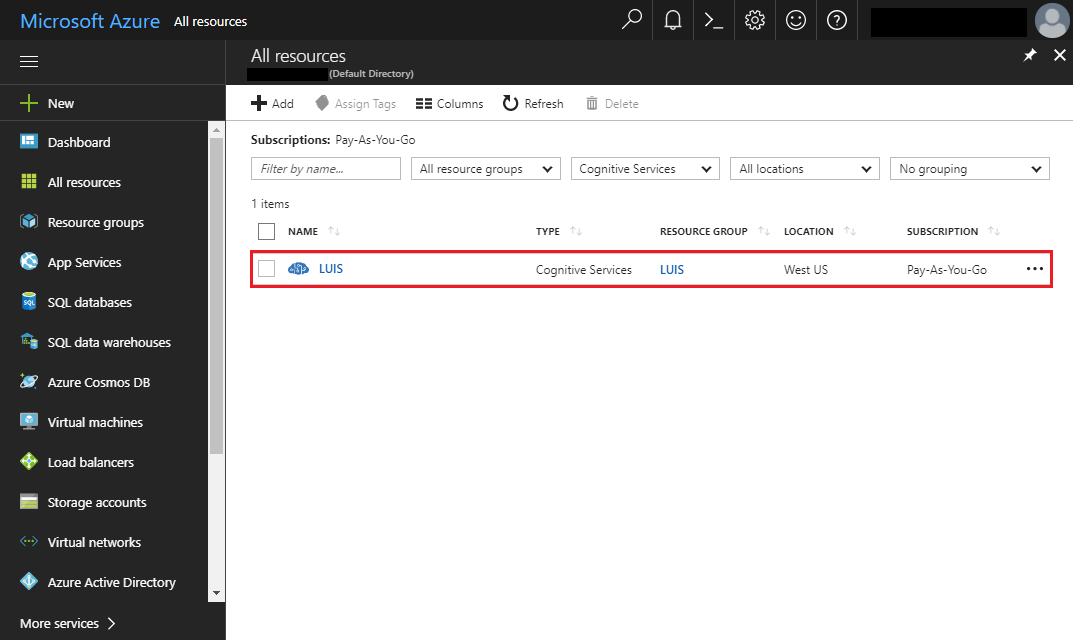 Microsoft Azure All resources
All resources
(Default Directory)
New
Dashboard
All resources
Resource groups
App Services
SQL databases
SQL data warehouses
Azure Cosmos DB
Virtual machines
Load balancers
Storage accounts
Virtual networks
Azure Active Directory
More services
Add Assign Tags Columns Refresh Delete
Subscriptions: Pay-As-You-Go
Filter by name... All resource groups Cognitive Services All locations No grouping
1 items
NAME TYPE RESOURCE GROUP LOCATION SUBSCRIPTION
LUIS Cognitive Services LUIS West US Pay-As-You-Go